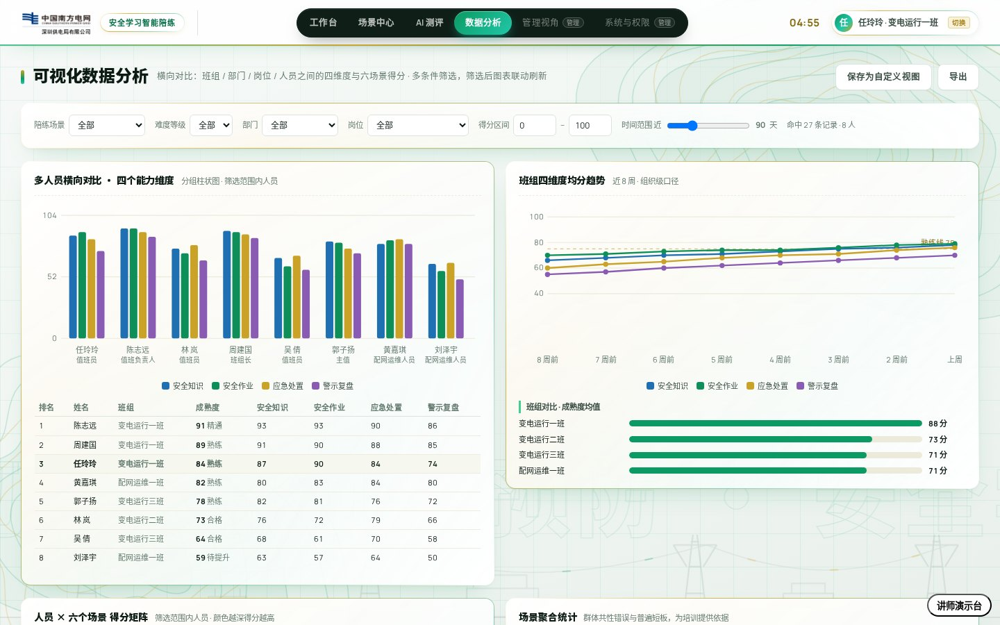 中国南方电网
CHINA SOUTHERN POWER GRID
深圳供电局有限公司
安全学习智能陪练
工作台 场景中心 AI 测评 数据分析 管理视角 管理 系统与权限 管理
04:55
任 任玲玲 · 变电运行一班 切换
可视化数据分析 横向对比：班组 / 部门 / 岗位 / 人员之间的四维度与六场景得分 · 多条件筛选，筛选后图表联动刷新
保存为自定义视图 导出
陪练场景 全部 难度等级 全部 部门 全部 岗位 全部 得分区间 0 – 100 时间范围 近 90 天 命中 27 条记录 · 8 人
多人员横向对比 · 四个能力维度 分组柱状图 · 筛选范围内人员
104
52
0
任玲玲 陈志远 林岚 周建国 吴倩 郭子扬 黄嘉琪 刘泽宇
值班员 值班负责人 值班员 班组长 值班员 主值 配网运维人员 配网运维人员
安全知识 安全作业 应急处置 警示复盘
排名 姓名 班组 成熟度 安全知识 安全作业 应急处置 警示复盘
1 陈志远 变电运行一班 91 精通 93 93 90 86
2 周建国 变电运行一班 89 熟练 91 90 88 85
3 任玲玲 变电运行一班 84 熟练 87 90 84 74
4 黄嘉琪 配网运维一班 82 熟练 80 83 84 80
5 郭子扬 变电运行三班 78 熟练 82 81 76 72
6 林岚 变电运行二班 73 合格 76 72 79 66
7 吴倩 变电运行三班 64 合格 68 61 70 58
8 刘泽宇 配网运维一班 59 待提升 63 57 64 50
班组四维度均分趋势 近 8 周 · 组织级口径
100
80
60
40
熟练线
8 周前 7 周前 6 周前 5 周前 4 周前 3 周前 2 周前 上周
安全知识 安全作业 应急处置 警示复盘
班组对比 · 成熟度均值
变电运行一班 88 分
变电运行二班 73 分
变电运行三班 71 分
配网运维一班 71 分
人员 × 六个场景 得分矩阵 筛选范围内人员 · 颜色越深得分越高
场景聚合统计 群体共性错误与普遍短板，为培训提供依据
讲师演示台